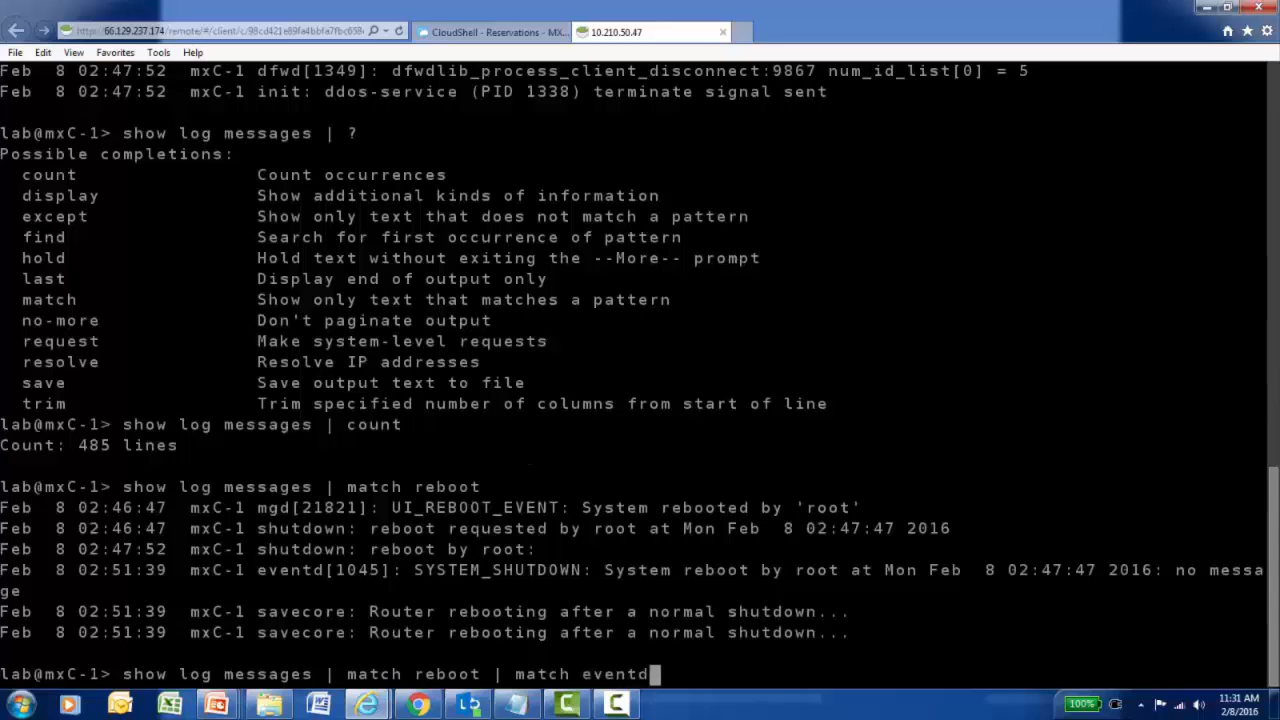 http://66.129.237.174/remote/#/client/c/98cd421e89fa4bbfa7fbc658
CloudShell - Reservations - MX...
10.210.50.47
File Edit View Favorites Tools Help
Feb  8 02:47:52  mxC-1 dfwd[1349]: dfwdlib_process_client_disconnect:9867 num_id_list[0] = 5
Feb  8 02:47:52  mxC-1 init: ddos-service (PID 1338) terminate signal sent
lab@mxC-1> show log messages | ?
Possible completions:
  count                Count occurrences
  display              Show additional kinds of information
  except               Show only text that does not match a pattern
  find                 Search for first occurrence of pattern
  hold                 Hold text without exiting the --More-- prompt
  last                 Display end of output only
  match                Show only text that matches a pattern
  no-more              Don't paginate output
  request              Make system-level requests
  resolve              Resolve IP addresses
  save                 Save output text to file
  trim                 Trim specified number of columns from start of line
lab@mxC-1> show log messages | count
Count: 485 lines
lab@mxC-1> show log messages | match reboot
Feb  8 02:46:47  mxC-1 mgd[21821]: UI_REBOOT_EVENT: System rebooted by 'root'
Feb  8 02:46:47  mxC-1 shutdown: reboot requested by root at Mon Feb  8 02:47:47 2016
Feb  8 02:47:52  mxC-1 shutdown: reboot by root:
Feb  8 02:51:39  mxC-1 eventd[1045]: SYSTEM_SHUTDOWN: System reboot by root at Mon Feb  8 02:47:47 2016: no messa
ge
Feb  8 02:51:39  mxC-1 savecore: Router rebooting after a normal shutdown...
Feb  8 02:51:39  mxC-1 savecore: Router rebooting after a normal shutdown...
lab@mxC-1> show log messages | match reboot | match eventd
100%
11:31 AM
2/8/2016